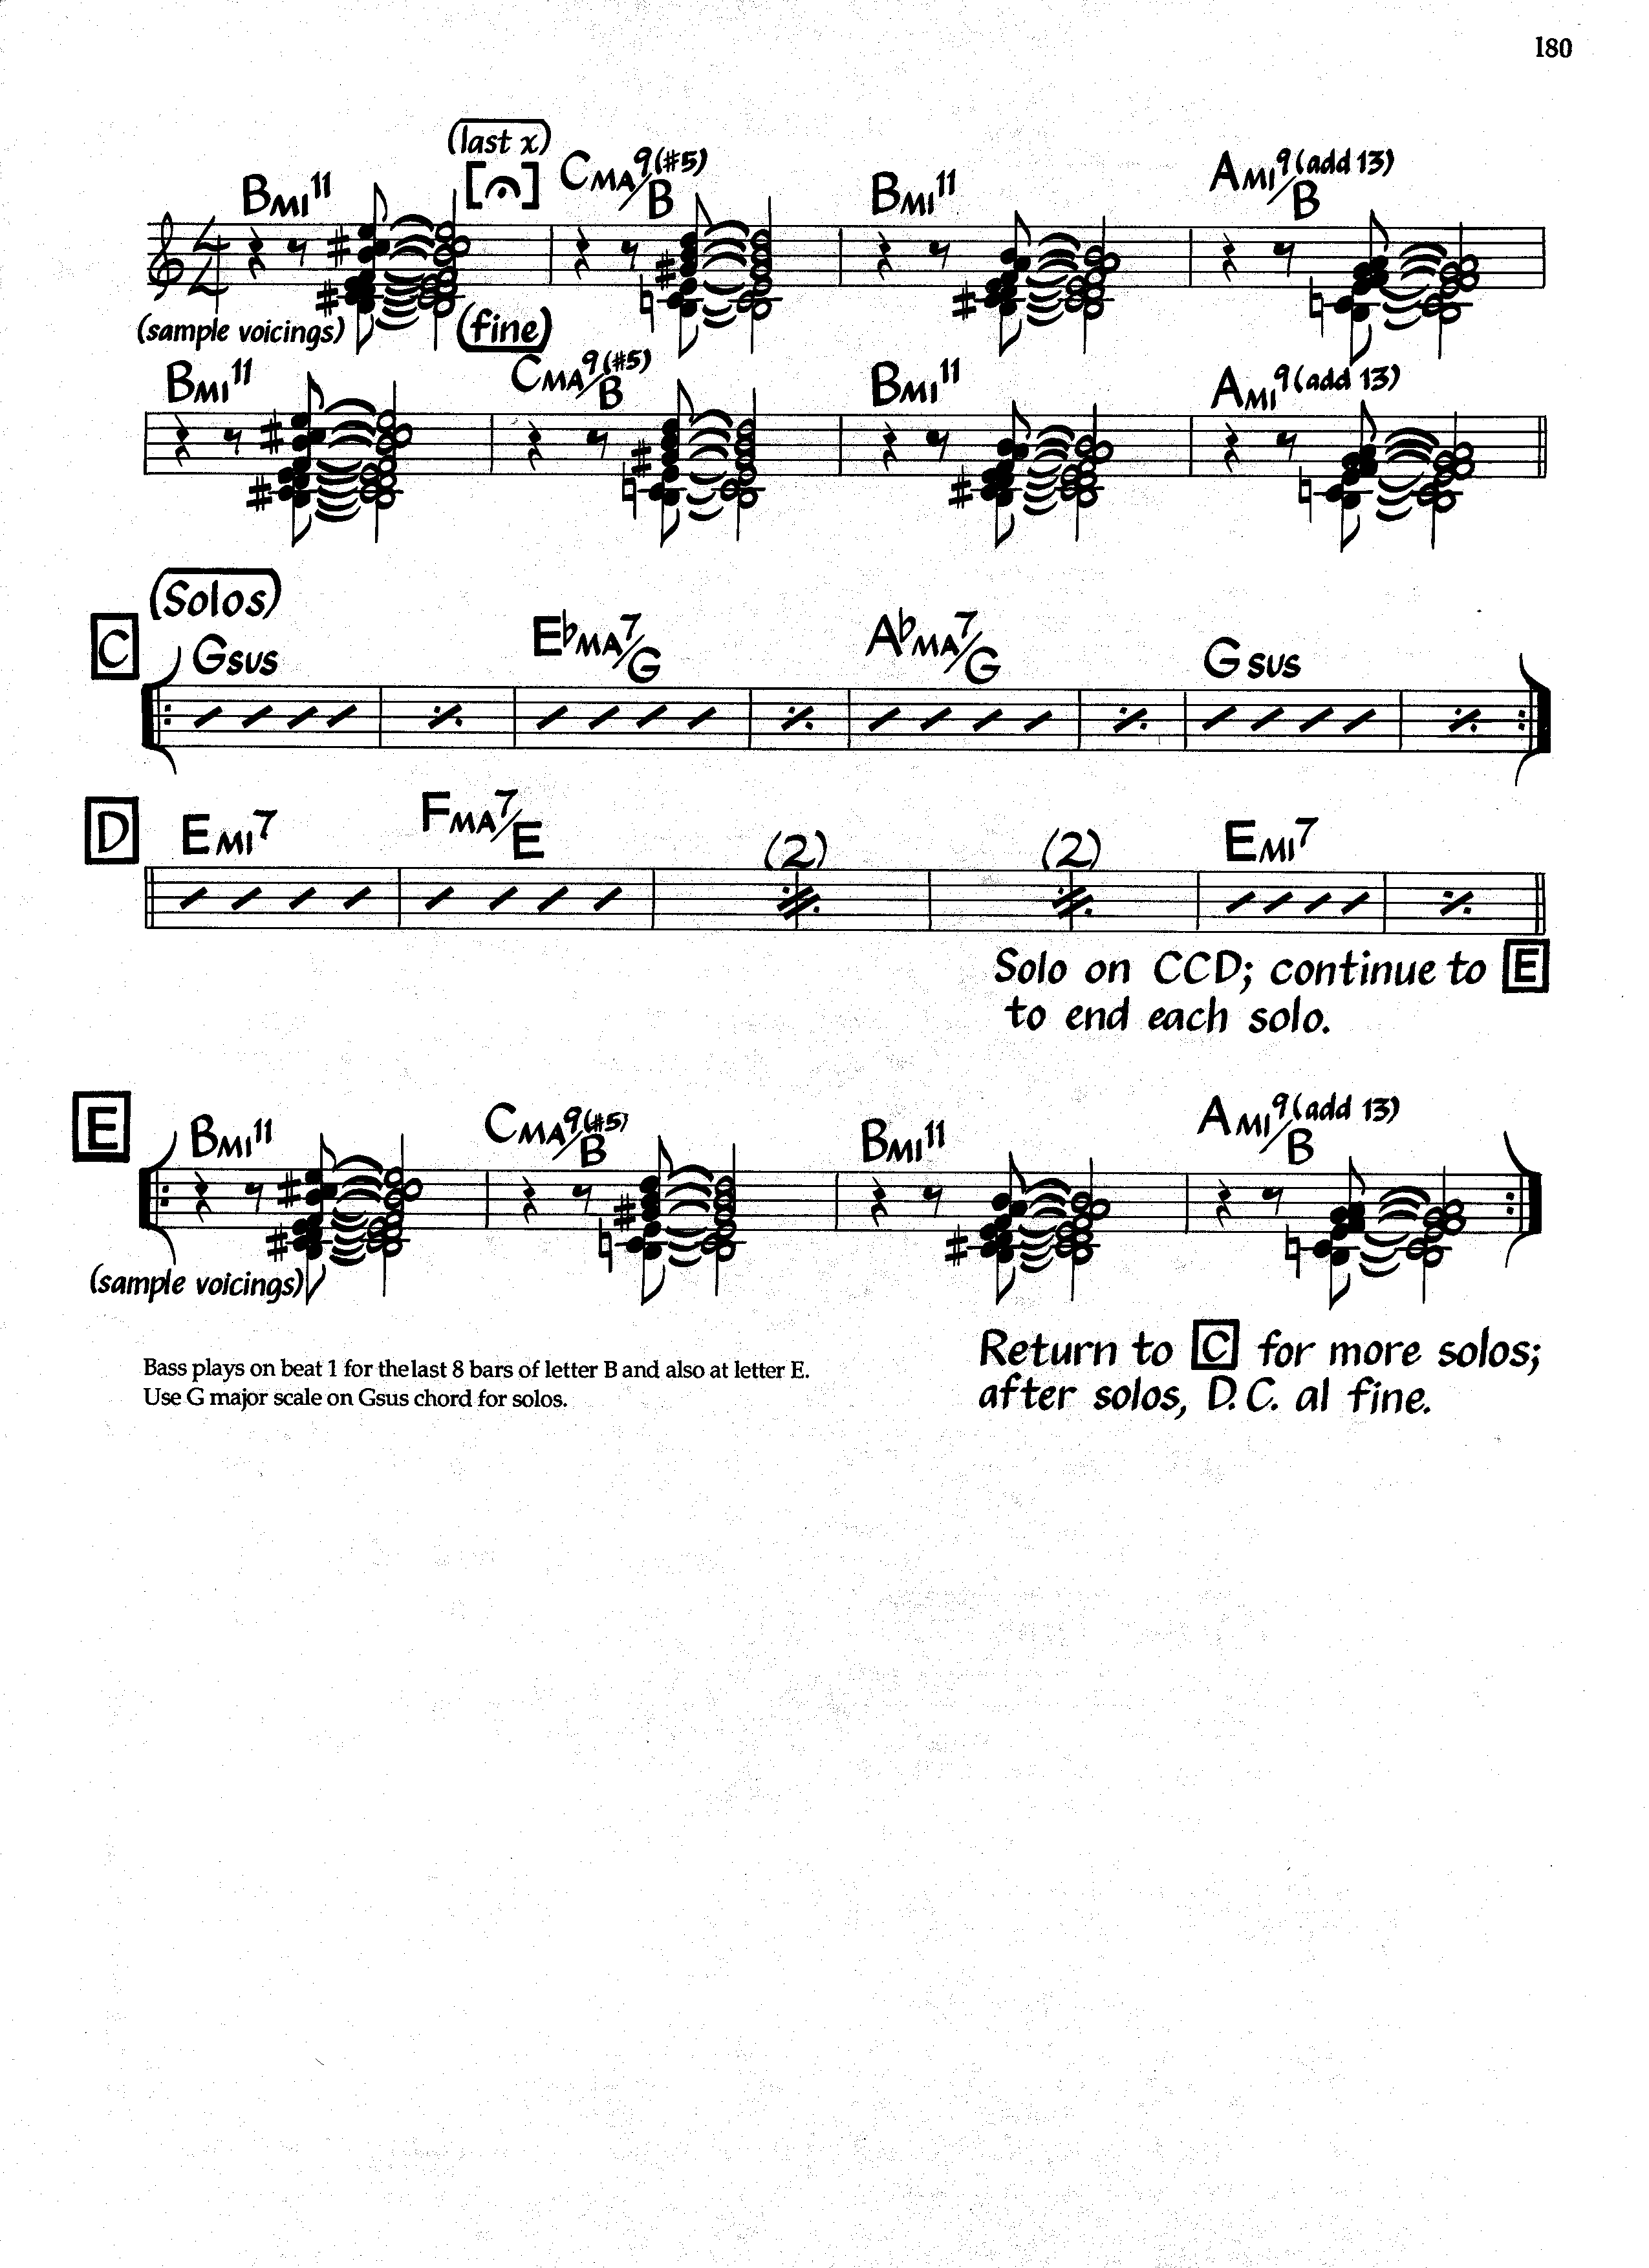 180
(last x)
BMI11 [ ] CMA9(#5)/B BMI11 AMI9(add 13)/B
4/4
(sample voicings) (fine)
BMI11 CMA9(#5)/B BMI11 AMI9(add 13)
(Solos)
C GSUS E♭MA7/G A♭MA7/G GSUS
D EMI7 FMA7/E (2) (2) EMI7
Solo on CCD; continue to E
to end each solo.
E BMI11 CMA9(#5)/B BMI11 AMI9(add 13)/B
(sample voicings)
Return to C for more solos;
after solos, D.C. al fine.
Bass plays on beat 1 for the last 8 bars of letter B and also at letter E.
Use G major scale on Gsus chord for solos.